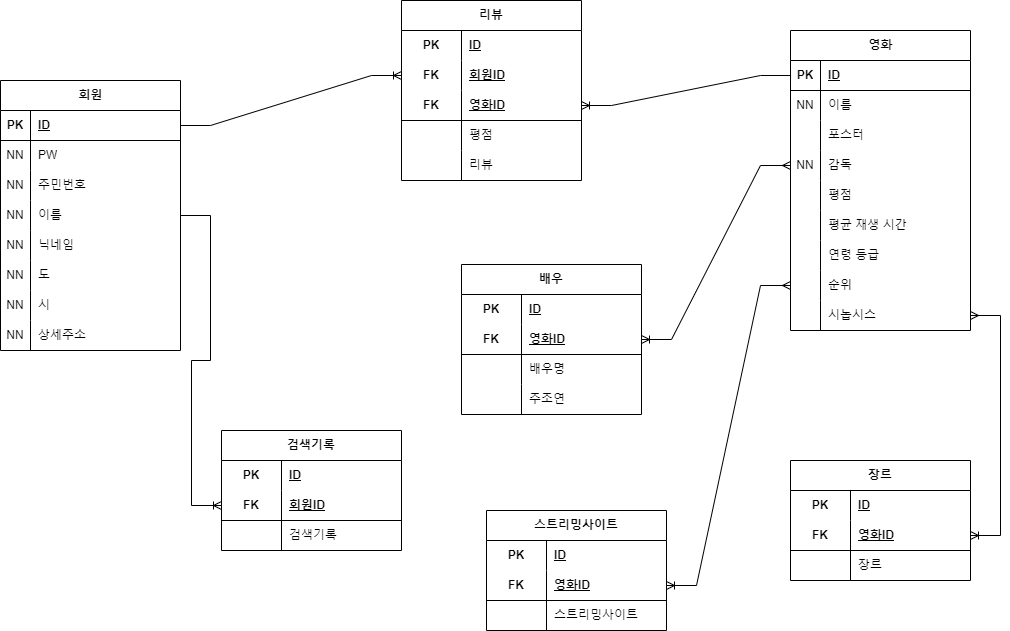 리뷰
PK ID
FK 회원ID
FK 영화ID
평점
리뷰
영화
PK ID
NN 이름
포스터
NN 감독
평점
평균 재생 시간
연령 등급
순위
시놉시스
회원
PK ID
NN PW
NN 주민번호
NN 이름
NN 닉네임
NN 도
NN 시
NN 상세주소
배우
PK ID
FK 영화ID
배우명
주조연
검색기록
PK ID
FK 회원ID
검색기록
스트리밍사이트
PK ID
FK 영화ID
스트리밍사이트
장르
PK ID
FK 영화ID
장르